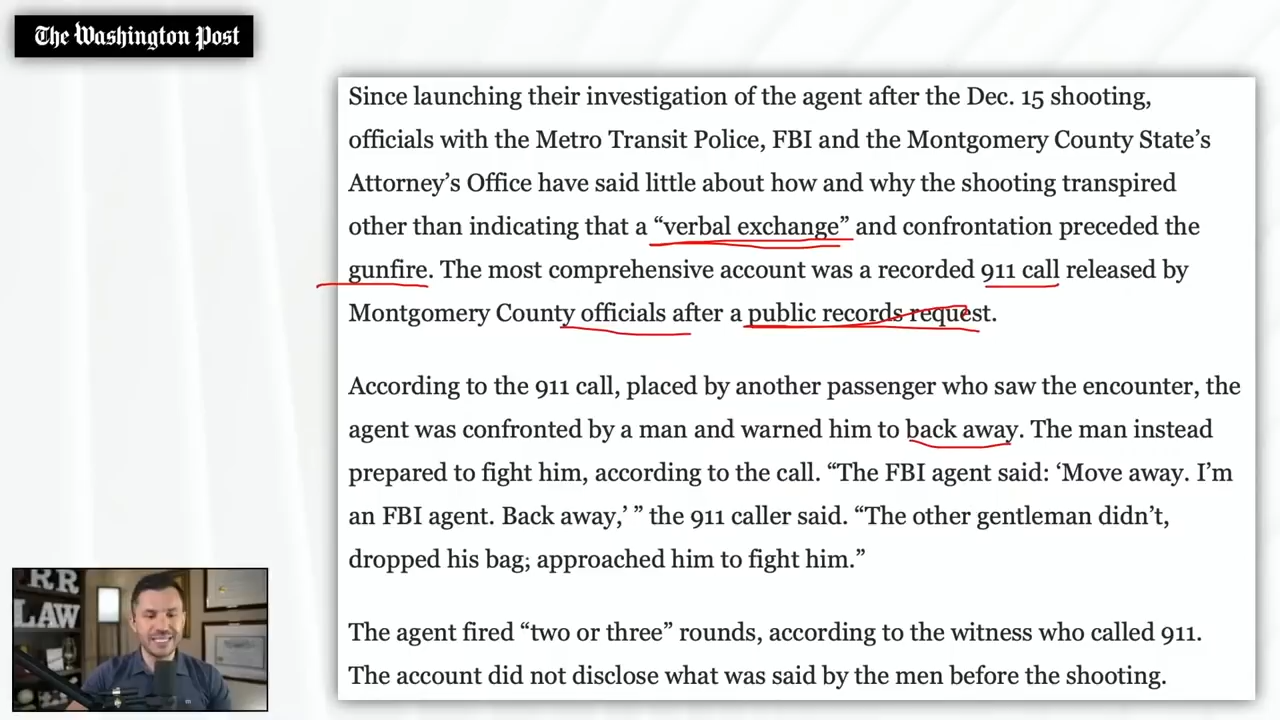 The Washington Post
Since launching their investigation of the agent after the Dec. 15 shooting,
officials with the Metro Transit Police, FBI and the Montgomery County State’s
Attorney’s Office have said little about how and why the shooting transpired
other than indicating that a “verbal exchange” and confrontation preceded the
gunfire. The most comprehensive account was a recorded 911 call released by
Montgomery County officials after a public records request.
According to the 911 call, placed by another passenger who saw the encounter, the
agent was confronted by a man and warned him to back away. The man instead
prepared to fight him, according to the call. “The FBI agent said: ‘Move away. I’m
an FBI agent. Back away,’ ” the 911 caller said. “The other gentleman didn’t,
dropped his bag; approached him to fight him.”
The agent fired “two or three” rounds, according to the witness who called 911.
The account did not disclose what was said by the men before the shooting.
RR
LAW